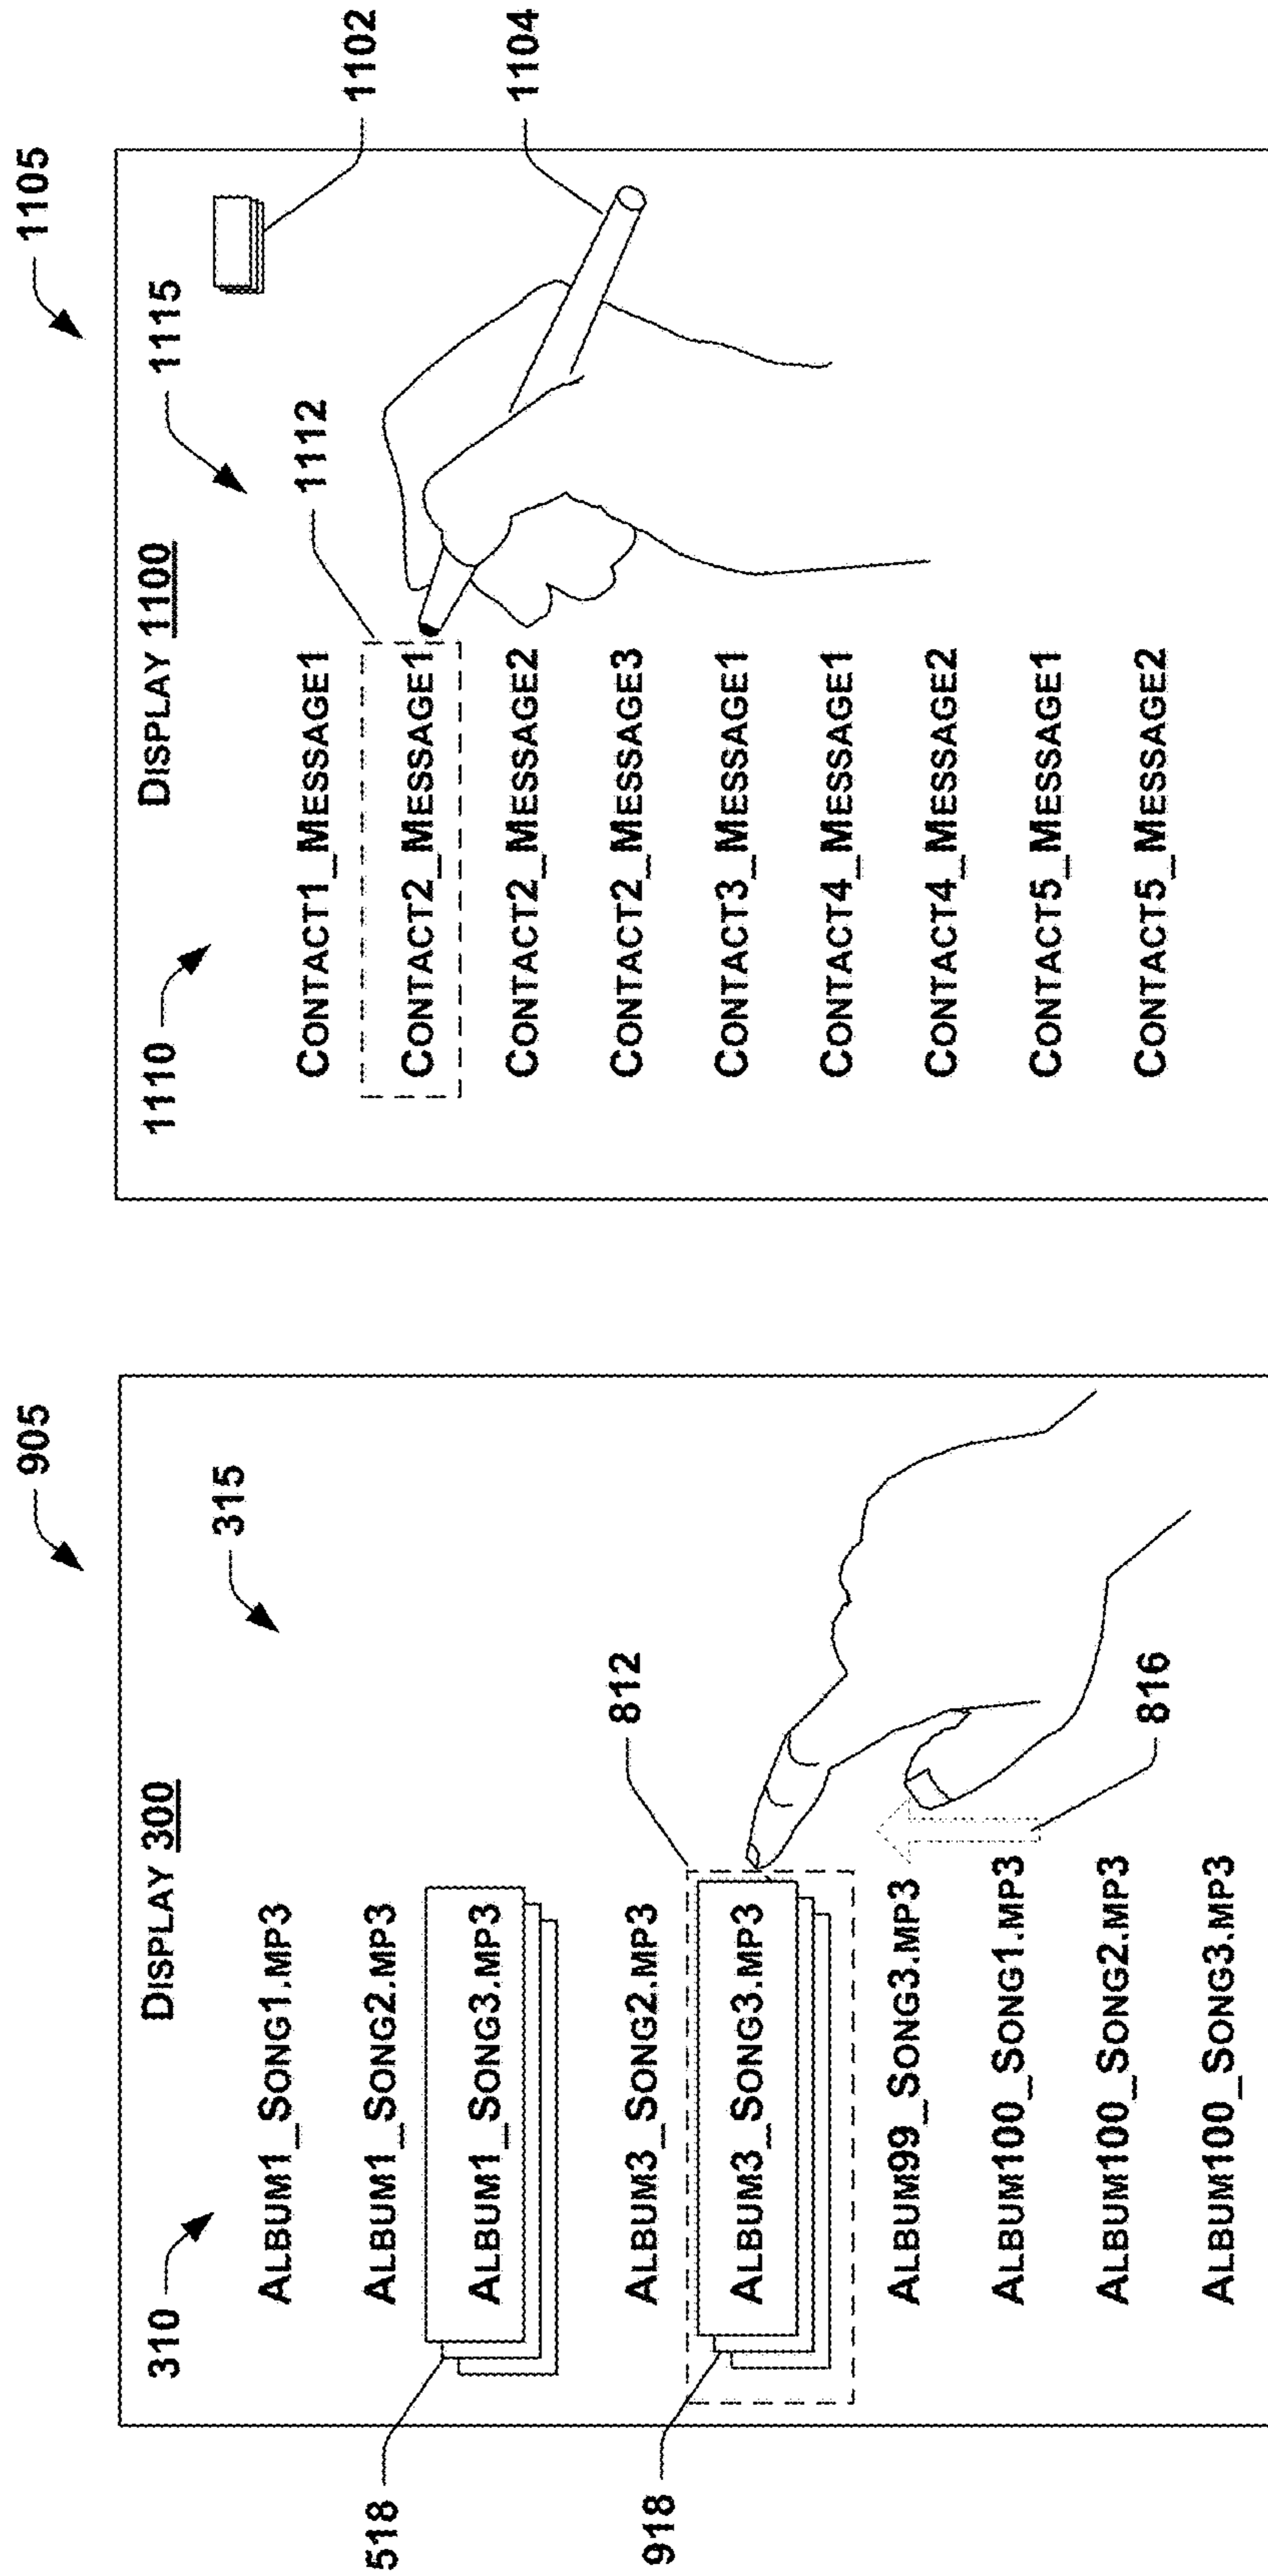 905
DISPLAY 300
310
315
ALBUM1_SONG1.MP3
ALBUM1_SONG2.MP3
ALBUM1_SONG3.MP3
518
ALBUM3_SONG2.MP3
812
ALBUM3_SONG3.MP3
918
ALBUM99_SONG3.MP3
ALBUM100_SONG1.MP3
816
ALBUM100_SONG2.MP3
ALBUM100_SONG3.MP3
1105
DISPLAY 1100
1110
1115
1102
CONTACT1_MESSAGE1
1112
CONTACT2_MESSAGE1
1104
CONTACT2_MESSAGE2
CONTACT2_MESSAGE3
CONTACT3_MESSAGE1
CONTACT4_MESSAGE1
CONTACT4_MESSAGE2
CONTACT5_MESSAGE1
CONTACT5_MESSAGE2